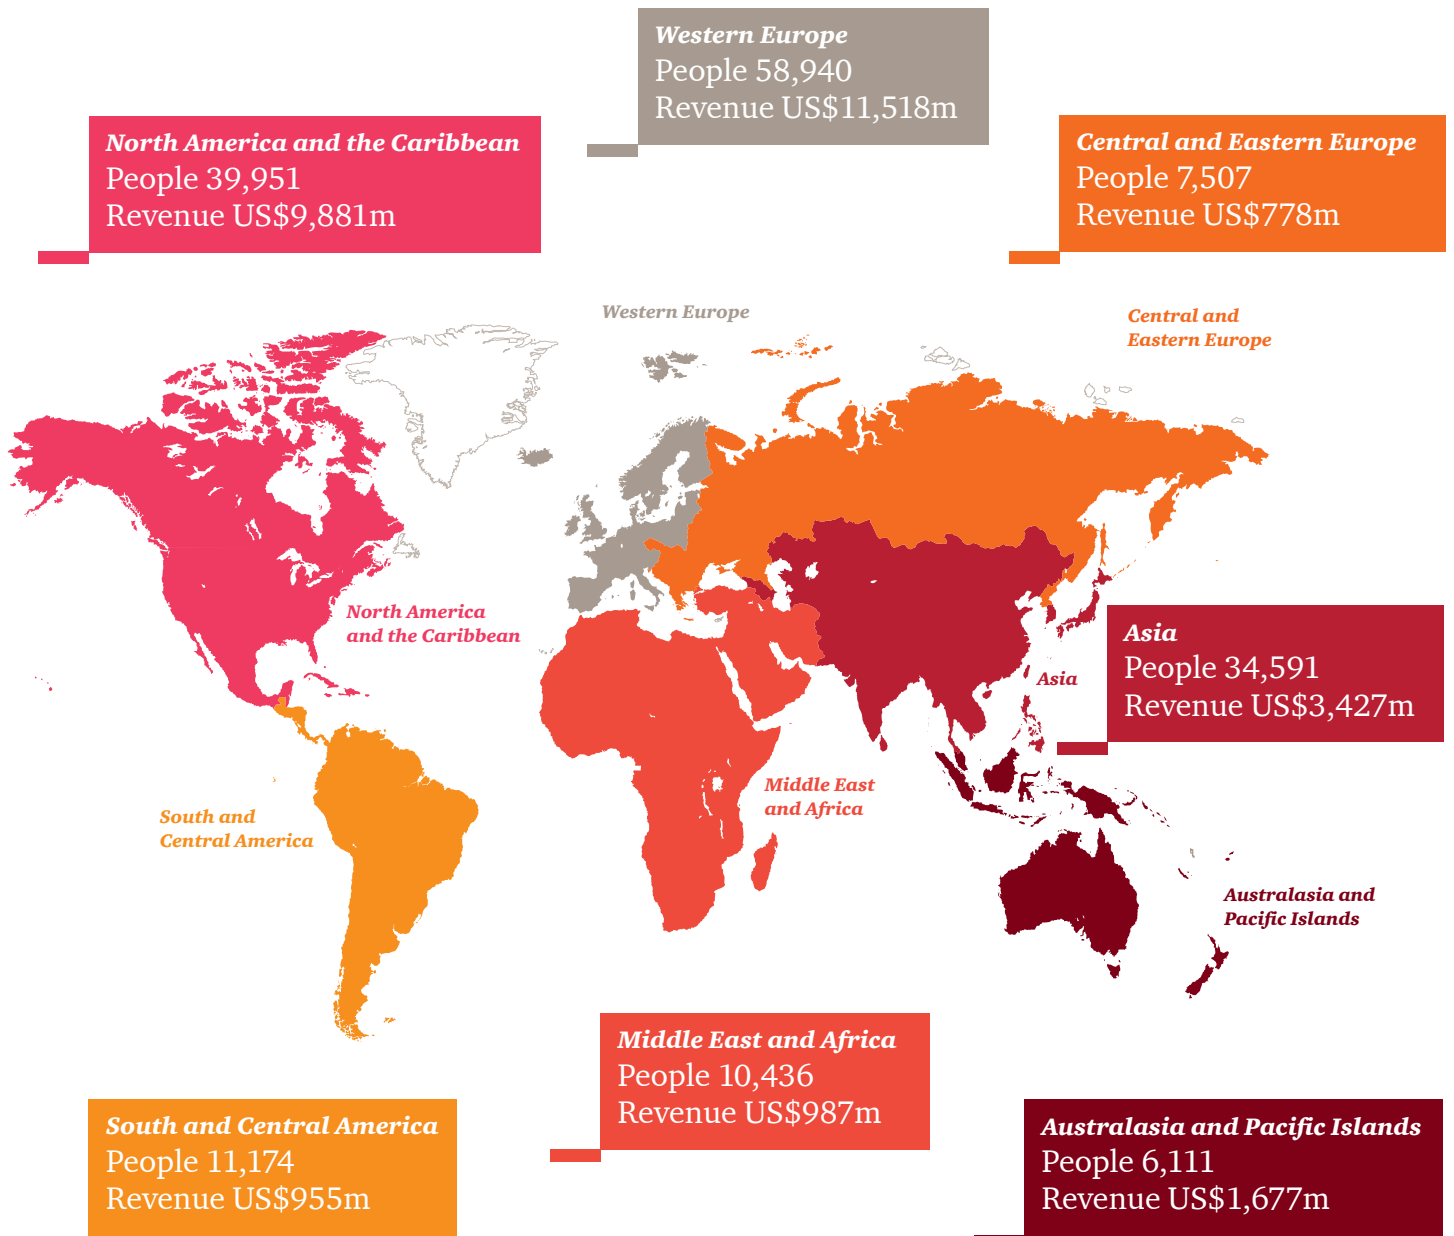 Western Europe
People 58,940
Revenue US$11,518m
North America and the Caribbean
People 39,951
Revenue US$9,881m
Central and Eastern Europe
People 7,507
Revenue US$778m
Western Europe
Central and
Eastern Europe
North America
and the Caribbean
Asia
People 34,591
Revenue US$3,427m
Asia
Middle East
and Africa
South and
Central America
Australasia and
Pacific Islands
Middle East and Africa
People 10,436
Revenue US$987m
South and Central America
People 11,174
Revenue US$955m
Australasia and Pacific Islands
People 6,111
Revenue US$1,677m